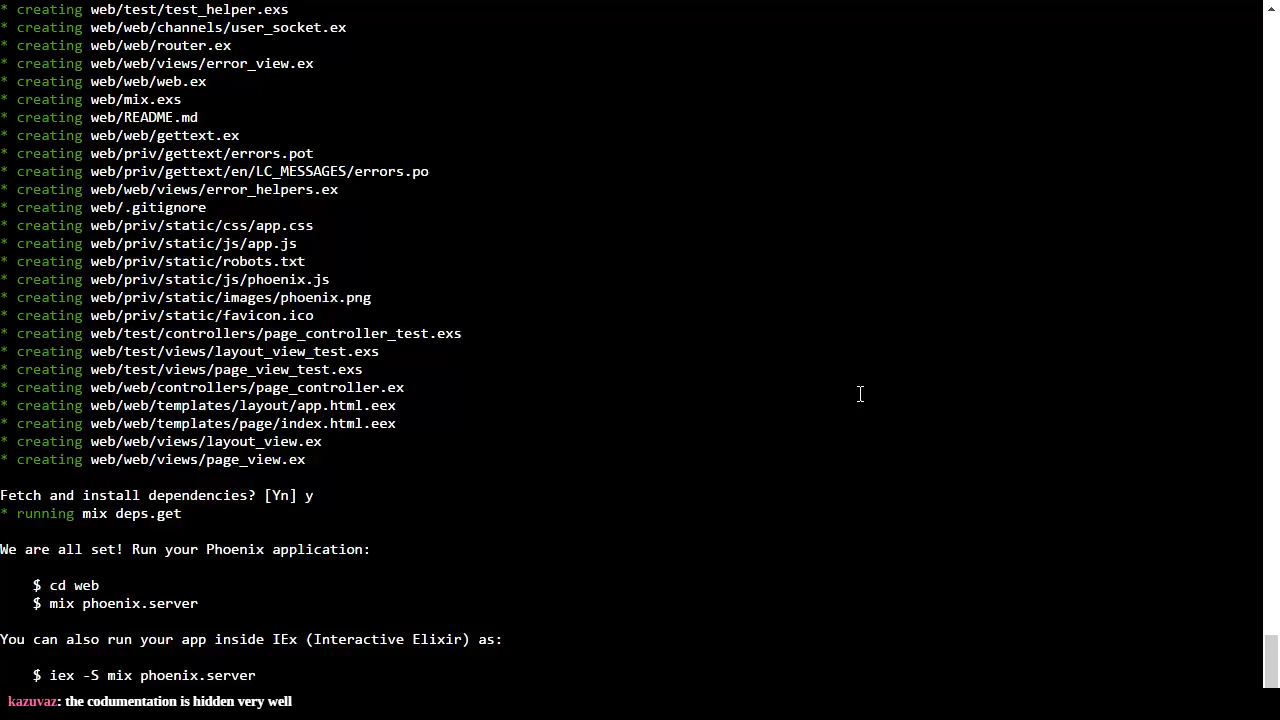 * creating web/test/test_helper.exs
* creating web/web/channels/user_socket.ex
* creating web/web/router.ex
* creating web/web/views/error_view.ex
* creating web/web/web.ex
* creating web/mix.exs
* creating web/README.md
* creating web/web/gettext.ex
* creating web/priv/gettext/errors.pot
* creating web/priv/gettext/en/LC_MESSAGES/errors.po
* creating web/web/views/error_helpers.ex
* creating web/.gitignore
* creating web/priv/static/css/app.css
* creating web/priv/static/js/app.js
* creating web/priv/static/robots.txt
* creating web/priv/static/js/phoenix.js
* creating web/priv/static/images/phoenix.png
* creating web/priv/static/favicon.ico
* creating web/test/controllers/page_controller_test.exs
* creating web/test/views/layout_view_test.exs
* creating web/test/views/page_view_test.exs
* creating web/web/controllers/page_controller.ex
* creating web/web/templates/layout/app.html.eex
* creating web/web/templates/page/index.html.eex
* creating web/web/views/layout_view.ex
* creating web/web/views/page_view.ex
Fetch and install dependencies? [Yn] y
* running mix deps.get
We are all set! Run your Phoenix application:
$ cd web
$ mix phoenix.server
You can also run your app inside IEx (Interactive Elixir) as:
$ iex -S mix phoenix.server
kazuvaz: the codumentation is hidden very well